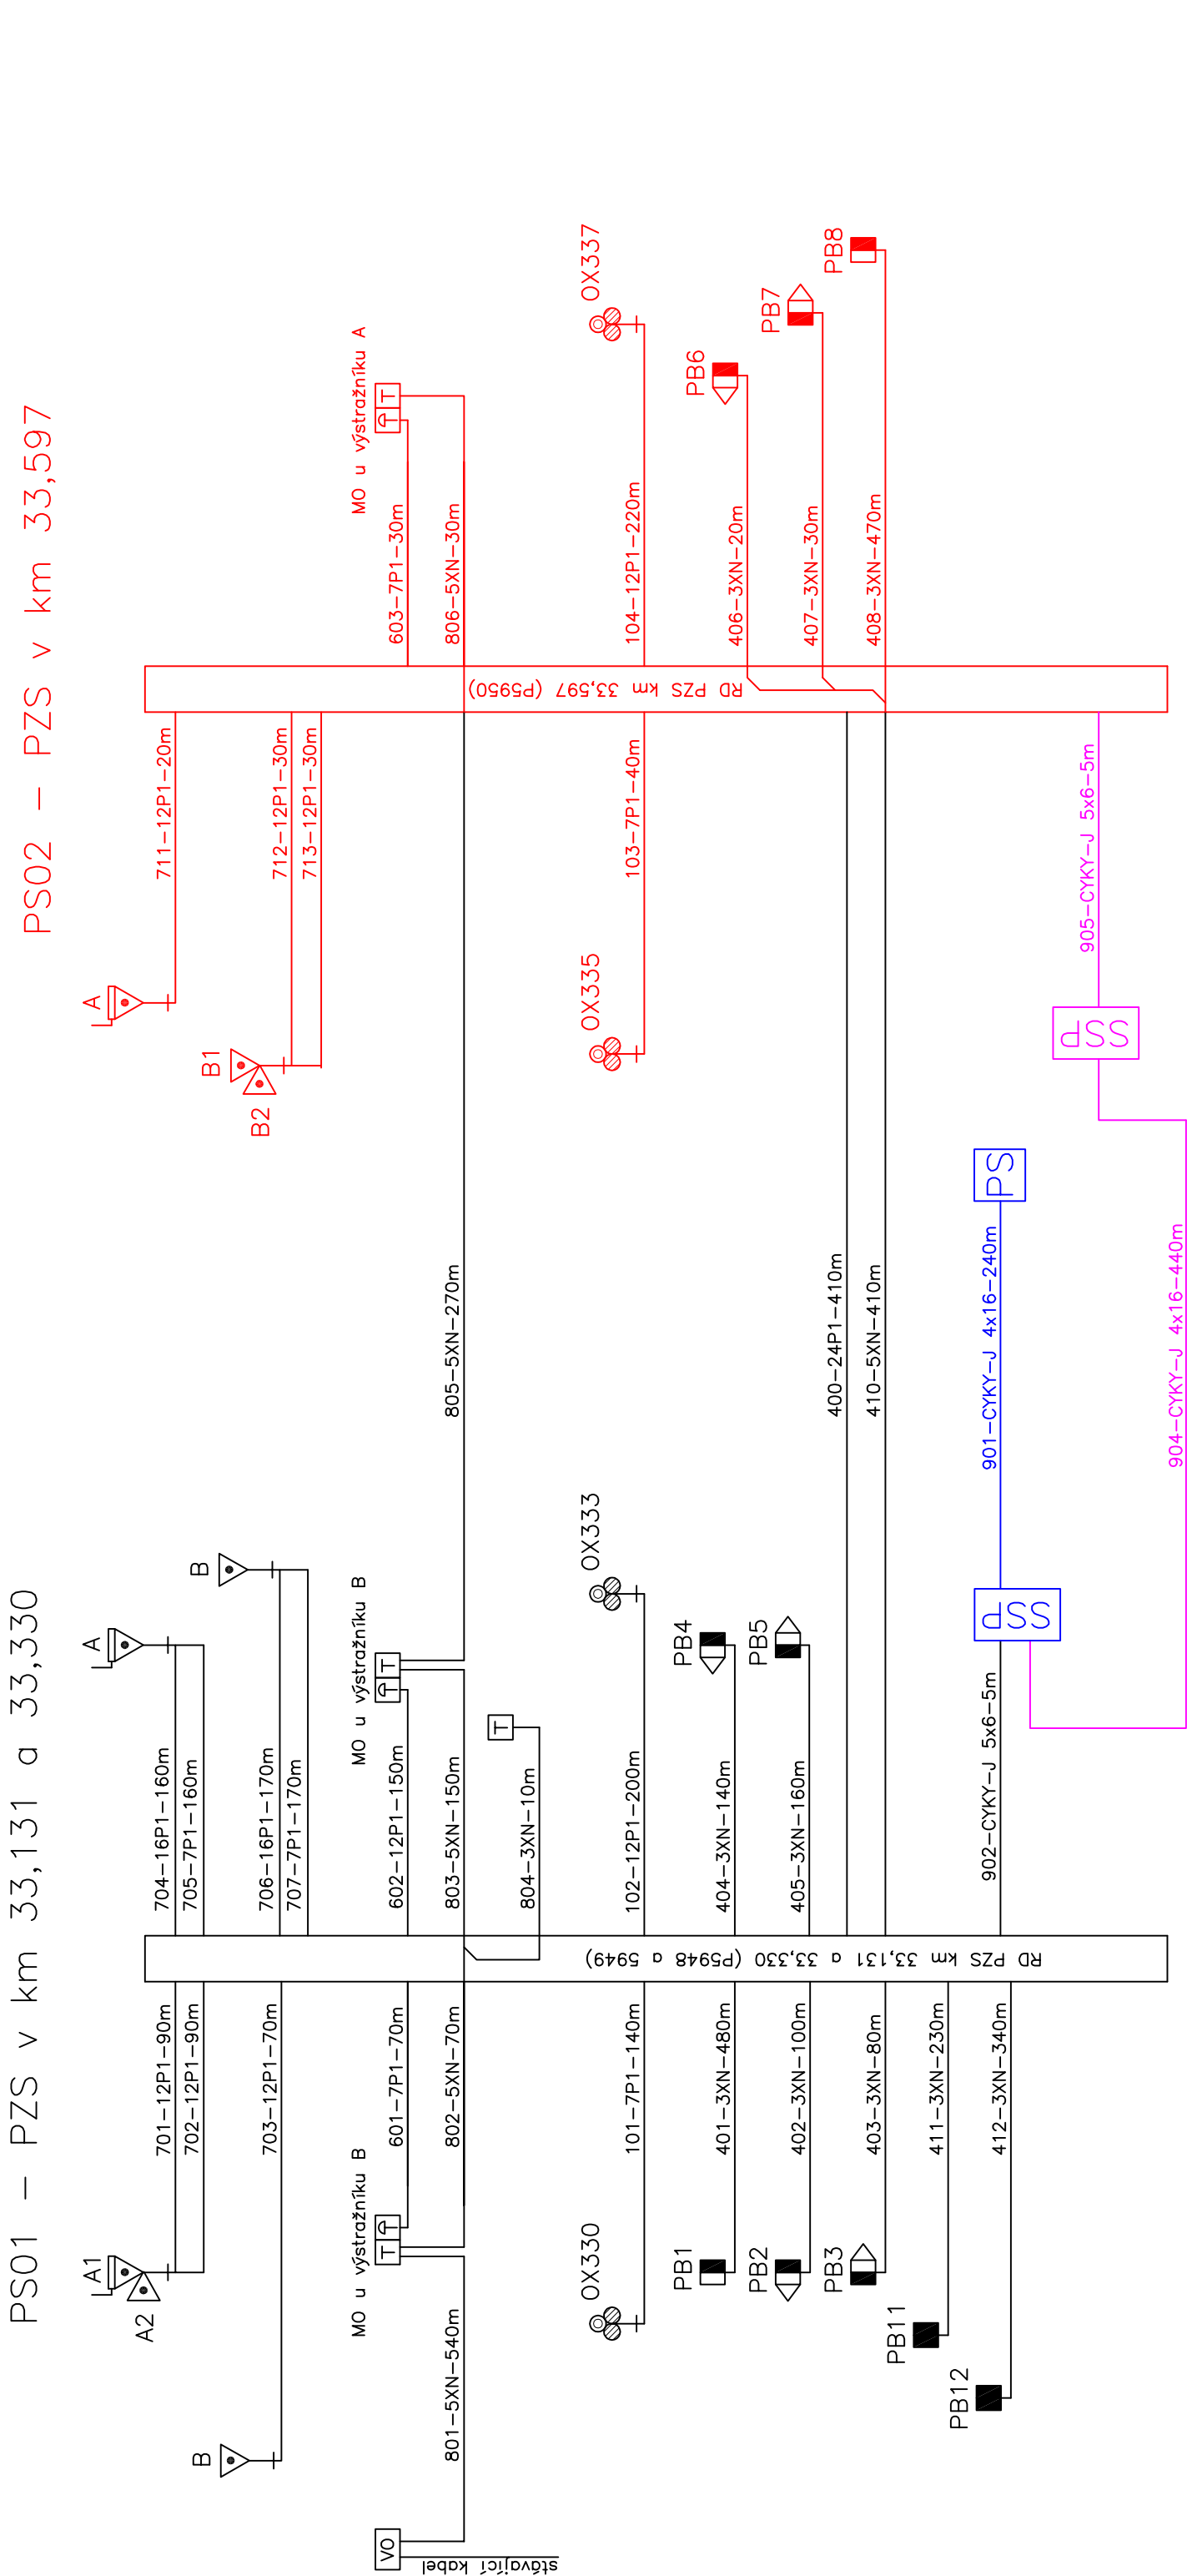 PS01 – PZS v km 33,131 a 33,330
PS02 – PZS v km 33,597
A1
A2
B
701–12P1–90m
702–12P1–90m
703–12P1–70m
A
704–16P1–160m
705–7P1–160m
B
706–16P1–170m
707–7P1–170m
A
711–12P1–20m
B1
B2
712–12P1–30m
713–12P1–30m
MO u výstražníku B
T
601–7P1–70m
802–5XN–70m
VO
stávající kabel
801–5XN–540m
MO u výstražníku B
T
602–12P1–150m
803–5XN–150m
T
804–3XN–10m
805–5XN–270m
MO u výstražníku A
T
603–7P1–30m
806–5XN–30m
OX330
101–7P1–140m
OX333
102–12P1–200m
OX335
103–7P1–40m
OX337
104–12P1–220m
PB1
401–3XN–480m
PB2
402–3XN–100m
PB3
403–3XN–80m
PB11
411–3XN–230m
PB12
412–3XN–340m
PB4
404–3XN–140m
PB5
405–3XN–160m
400–24P1–410m
410–5XN–410m
PB6
406–3XN–20m
PB7
407–3XN–30m
PB8
408–3XN–470m
RD PZS km 33,131 a 33,330 (P5948 a 5949)
RD PZS km 33,597 (P5950)
902–CYKY–J 5x6–5m
SSP
901–CYKY–J 4x16–240m
PS
904–CYKY–J 4x16–440m
SSP
905–CYKY–J 5x6–5m